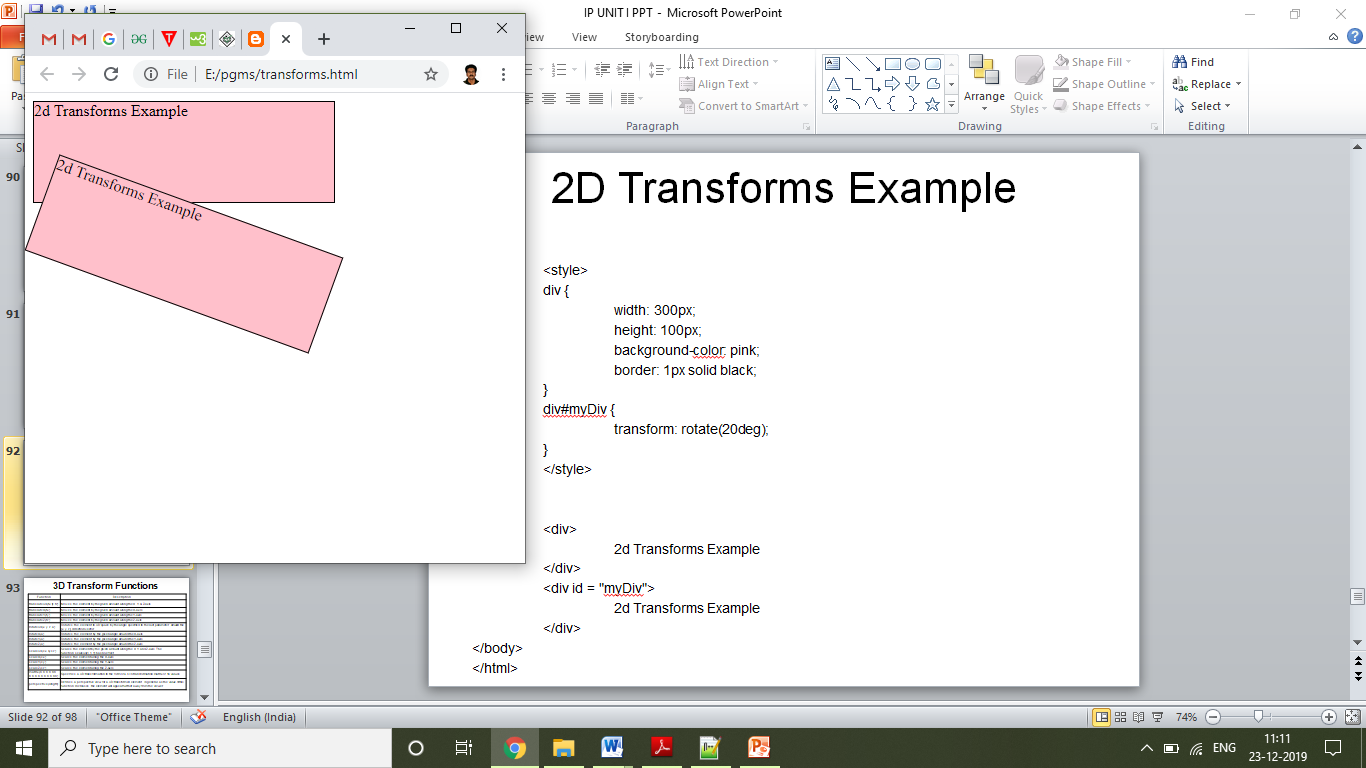 IP UNIT I PPT - Microsoft PowerPoint
View
Storyboarding
File
E:/pgms/transforms.html
2d Transforms Example
2d Transforms Example
Text Direction
Align Text
Convert to SmartArt
Paragraph
Arrange
Quick Styles
Shape Fill
Shape Outline
Shape Effects
Drawing
Find
Replace
Select
Editing
90
91
92
93
3D Transform Functions
2D Transforms Example
<style>
div {
width: 300px;
height: 100px;
background-color: pink;
border: 1px solid black;
}
div#myDiv {
transform: rotate(20deg);
}
</style>
<div>
2d Transforms Example
</div>
<div id = "myDiv">
2d Transforms Example
</div>
</body>
</html>
Slide 92 of 98
"Office Theme"
English (India)
74%
Type here to search
ENG
11:11
23-12-2019